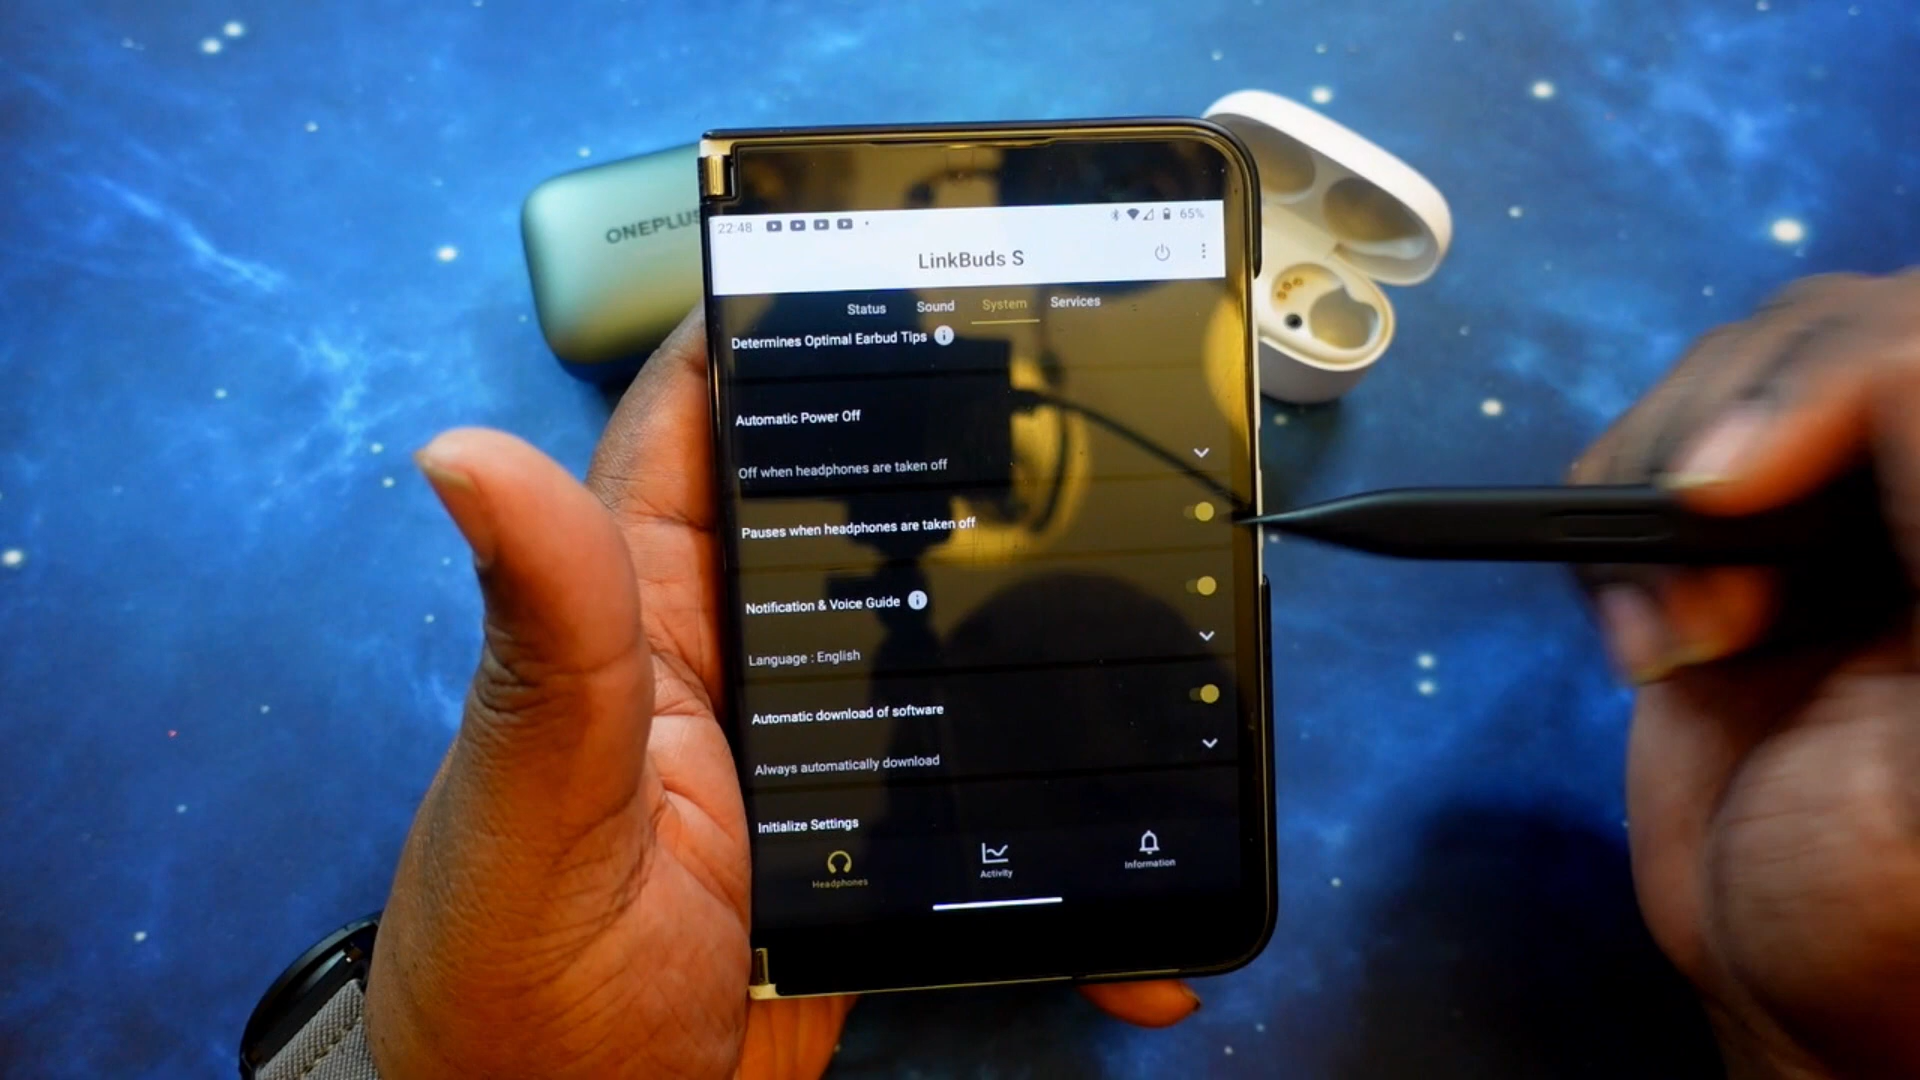 ONEPLUS
22:48
65%
LinkBuds S
Status Sound System Services
Determines Optimal Earbud Tips
Automatic Power Off
Off when headphones are taken off
Pauses when headphones are taken off
Notification & Voice Guide
Language : English
Automatic download of software
Always automatically download
Initialize Settings
Headphones Activity Information